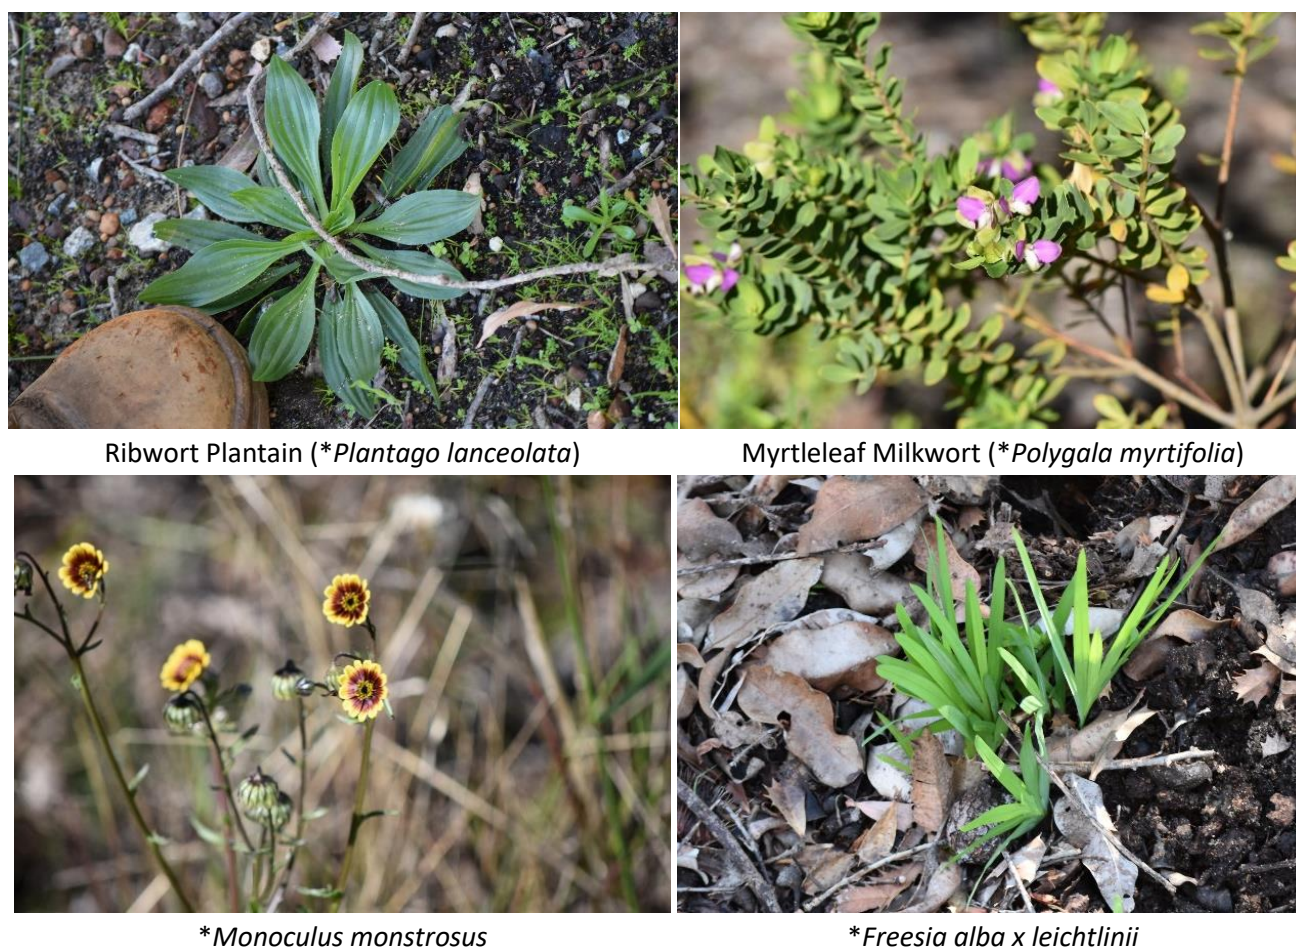 Ribwort Plantain (*Plantago lanceolata)
Myrtleleaf Milkwort (*Polygala myrtifolia)
*Monoculus monstrosus
*Freesia alba x leichtlinii